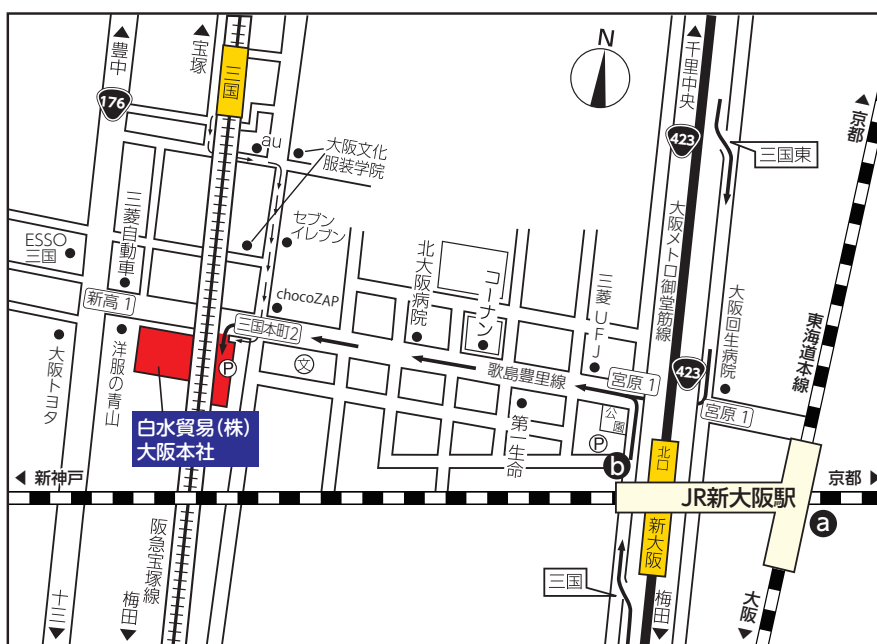 豊中
宝塚
三国
176
N
千里中央
423
三国東
京都
au
大阪文化
服装学院
三菱自動車
セブン
イレブン
ESSO
三国
新高1
chocoZAP
三国本町2
北大阪病院
コーナン
三菱UFJ
大阪メトロ御堂筋線
大阪回生病院
東海道本線
大阪トヨタ
洋服の青山
P
文
歌島豊里線
宮原1
423
宮原1
白水貿易(株)
大阪本社
第一生命
公園
P
北口
b
新神戸
JR新大阪駅
京都
a
新大阪
阪急宝塚線
三国
十三
梅田
梅田
大阪